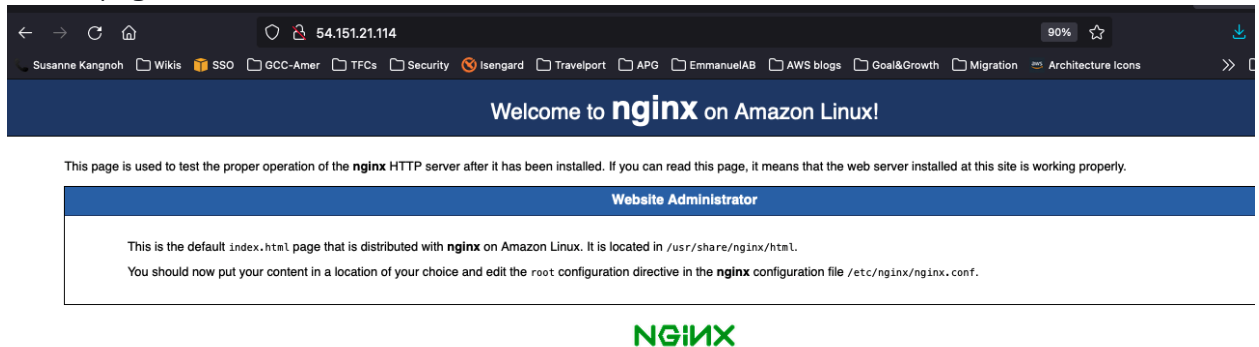 54.151.21.114
90%
Susanne Kangnoh Wikis SSO GCC-Amer TFCs Security Isengard Travelport APG EmmanuelAB AWS blogs Goal&Growth Migration Architecture Icons
Welcome to nginx on Amazon Linux!
This page is used to test the proper operation of the nginx HTTP server after it has been installed. If you can read this page, it means that the web server installed at this site is working properly.
Website Administrator
This is the default index.html page that is distributed with nginx on Amazon Linux. It is located in /usr/share/nginx/html.
You should now put your content in a location of your choice and edit the root configuration directive in the nginx configuration file /etc/nginx/nginx.conf.
NGINX